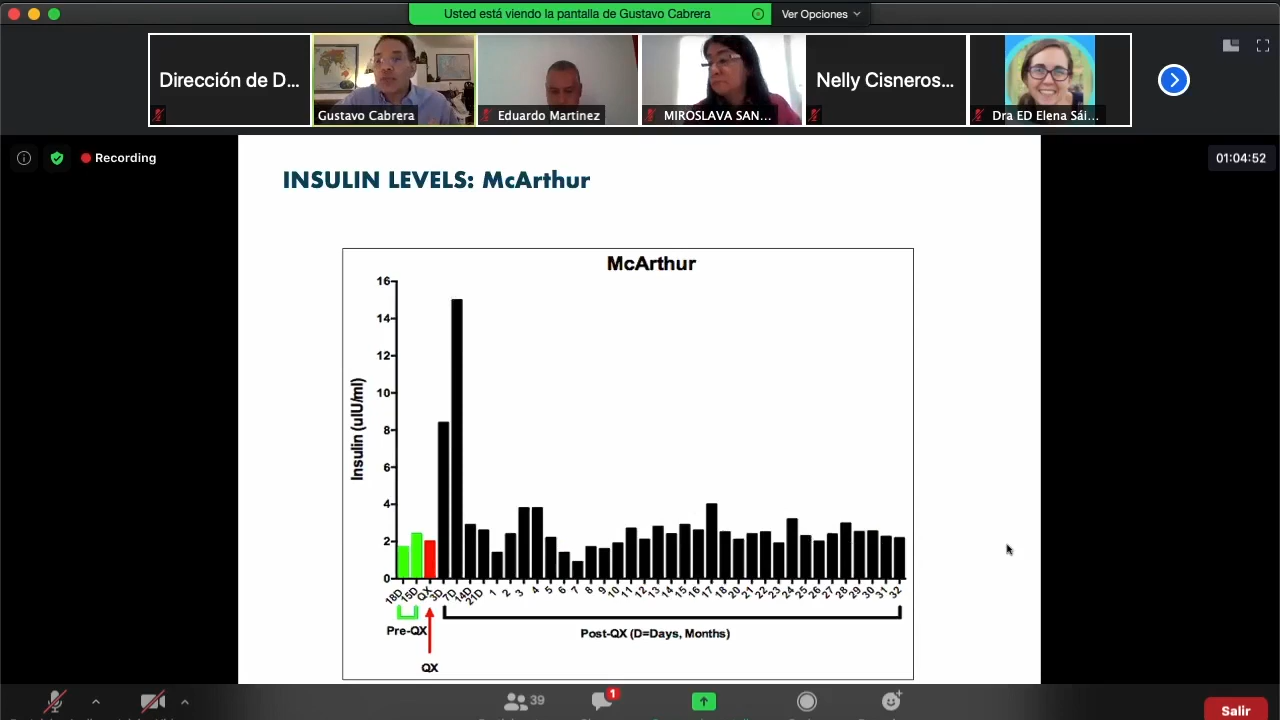 Usted está viendo la pantalla de Gustavo Cabrera
Ver Opciones
Dirección de D...
Gustavo Cabrera
Eduardo Martinez
MIROSLAVA SAN...
Nelly Cisneros...
Dra ED Elena Sái...
Recording
01:04:52
INSULIN LEVELS: McArthur
McArthur
Insulin (uIU/ml)
16
14
12
10
8
6
4
2
0
18D 15D QX 3D 7D 14D 21D 1 2 3 4 5 6 7 8 9 10 11 12 13 14 15 16 17 18 20 21 22 23 24 25 26 27 28 29 30 31 32
Pre-QX
Post-QX (D=Days, Months)
QX
39
1
Salir